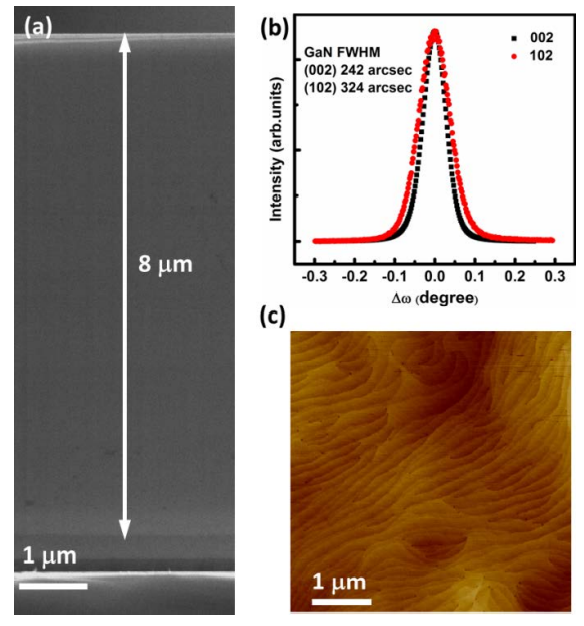 (a)
8 μm
1 μm
(b)
GaN FWHM
(002) 242 arcsec
(102) 324 arcsec
002
102
Intensity (arb.units)
-0.3 -0.2 -0.1 0.0 0.1 0.2 0.3
Δω (degree)
(c)
1 μm